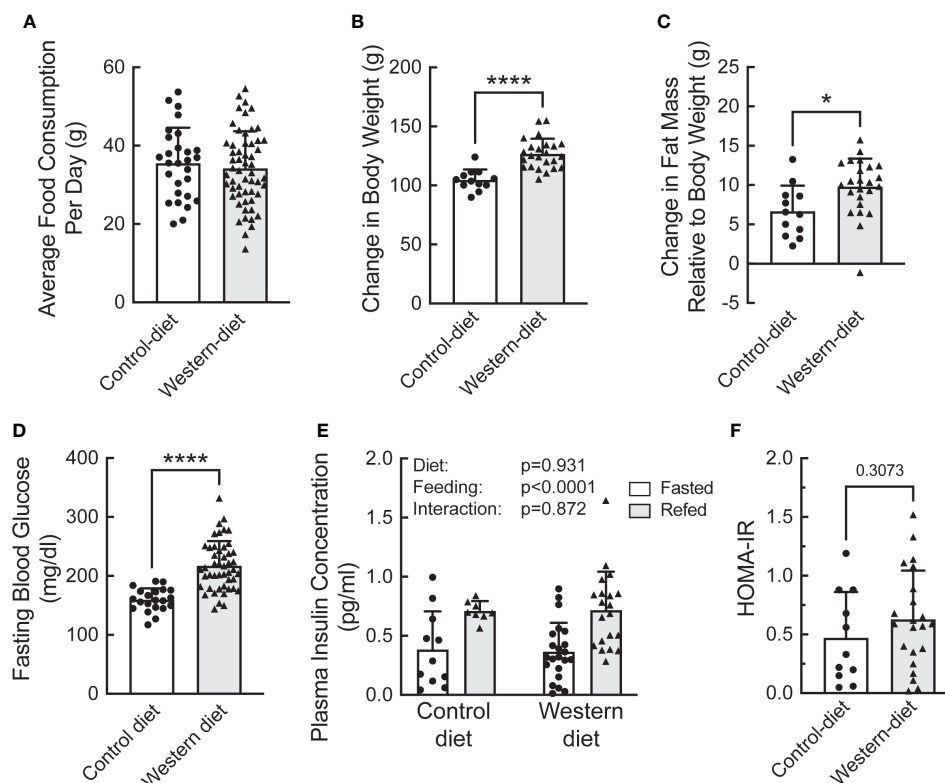 A
Average Food Consumption
Per Day (g)
60
40
20
0
Control-diet
Western-diet
B
Change in Body Weight (g)
200
150
100
50
0
****
Control-diet
Western-diet
C
Change in Fat Mass
Relative to Body Weight (g)
25
20
15
10
5
0
-5
*
Control-diet
Western-diet
D
Fasting Blood Glucose
(mg/dl)
400
300
200
100
0
****
Control diet
Western diet
E
Plasma Insulin Concentration
(pg/ml)
2.0
1.5
1.0
0.5
0.0
Diet: p=0.931
Feeding: p<0.0001
Interaction: p=0.872
Fasted
Refed
Control
diet
Western
diet
F
HOMA-IR
2.0
1.5
1.0
0.5
0.0
0.3073
Control-diet
Western-diet